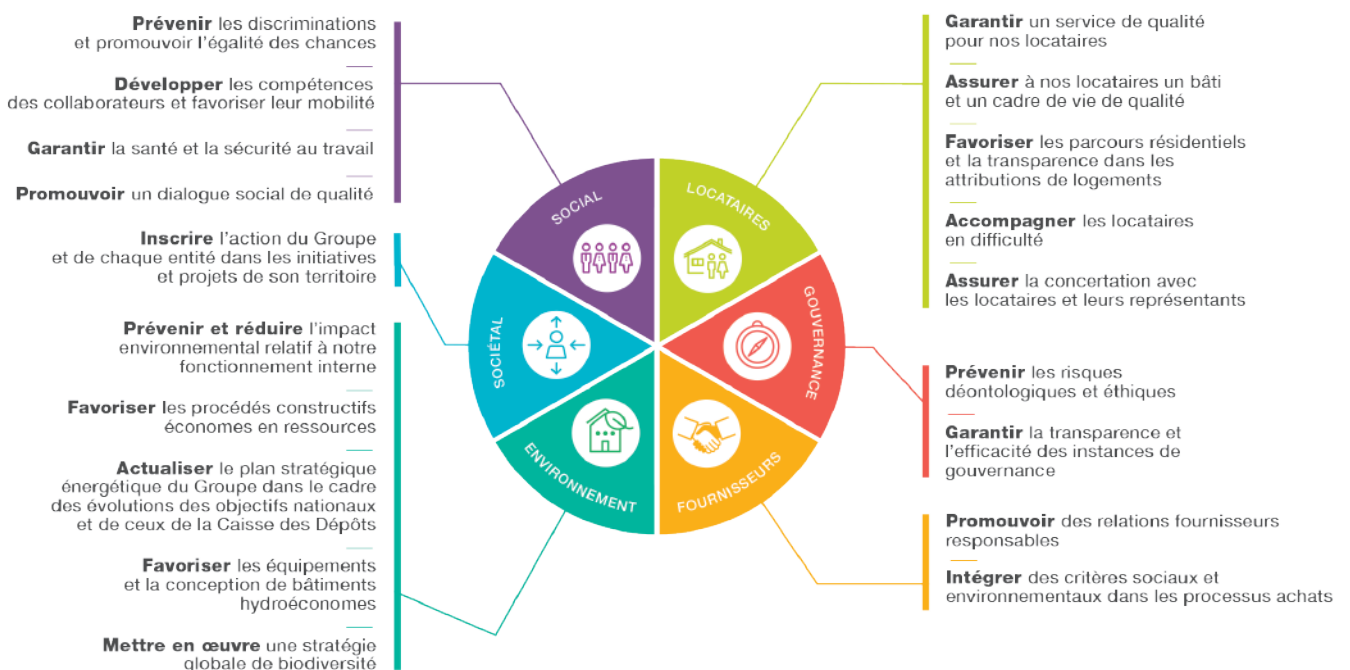 Prévenir les discriminations
et promouvoir l'égalité des chances
Développer les compétences
des collaborateurs et favoriser leur mobilité
Garantir la santé et la sécurité au travail
Promouvoir un dialogue social de qualité
Inscrire l'action du Groupe
et de chaque entité dans les initiatives
et projets de son territoire
Prévenir et réduire l'impact
environnemental relatif à notre
fonctionnement interne
Favoriser les procédés constructifs
économes en ressources
Actualiser le plan stratégique
énergétique du Groupe dans le cadre
des évolutions des objectifs nationaux
et de ceux de la Caisse des Dépôts
Favoriser les équipements
et la conception de bâtiments
hydroéconomes
Mettre en œuvre une stratégie
globale de biodiversité
SOCIAL
LOCATAIRES
SOCIÉTAL
GOUVERNANCE
ENVIRONNEMENT
FOURNISSEURS
Garantir un service de qualité
pour nos locataires
Assurer à nos locataires un bâti
et un cadre de vie de qualité
Favoriser les parcours résidentiels
et la transparence dans les
attributions de logements
Accompagner les locataires
en difficulté
Assurer la concertation avec
les locataires et leurs représentants
Prévenir les risques
déontologiques et éthiques
Garantir la transparence et
l'efficacité des instances de
gouvernance
Promouvoir des relations fournisseurs
responsables
Intégrer des critères sociaux et
environnementaux dans les processus achats